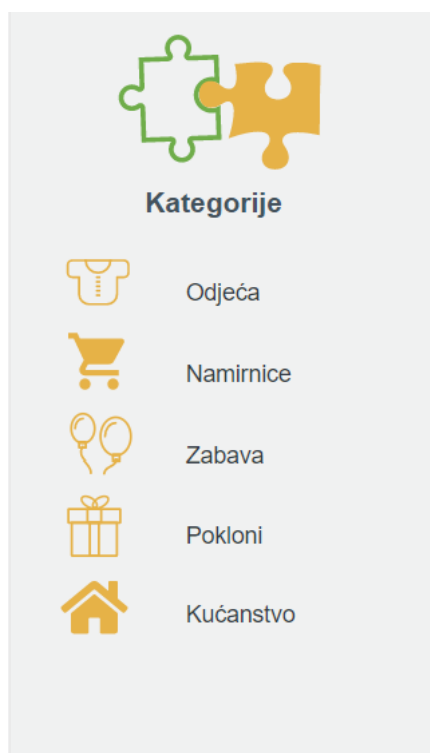 Kategorije
Odjeća
Namirnice
Zabava
Pokloni
Kućanstvo